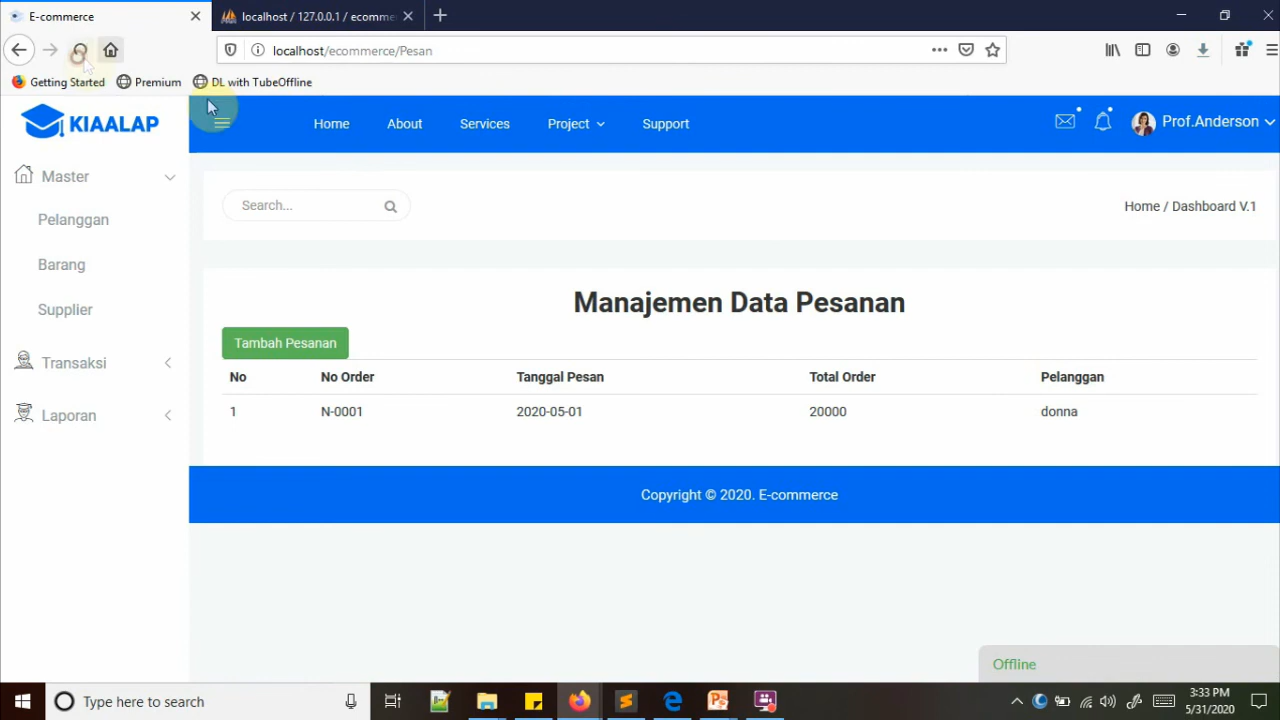 E-commerce
localhost / 127.0.0.1 / ecomme
localhost/ecommerce/Pesan
Getting Started
Premium
DL with TubeOffline
KIAALAP
Home
About
Services
Project
Support
Prof.Anderson
Master
Pelanggan
Barang
Supplier
Transaksi
Laporan
Search...
Home / Dashboard V.1
Manajemen Data Pesanan
Tambah Pesanan
No No Order Tanggal Pesan Total Order Pelanggan
1 N-0001 2020-05-01 20000 donna
Copyright © 2020. E-commerce
Offline
Type here to search
3:33 PM
5/31/2020